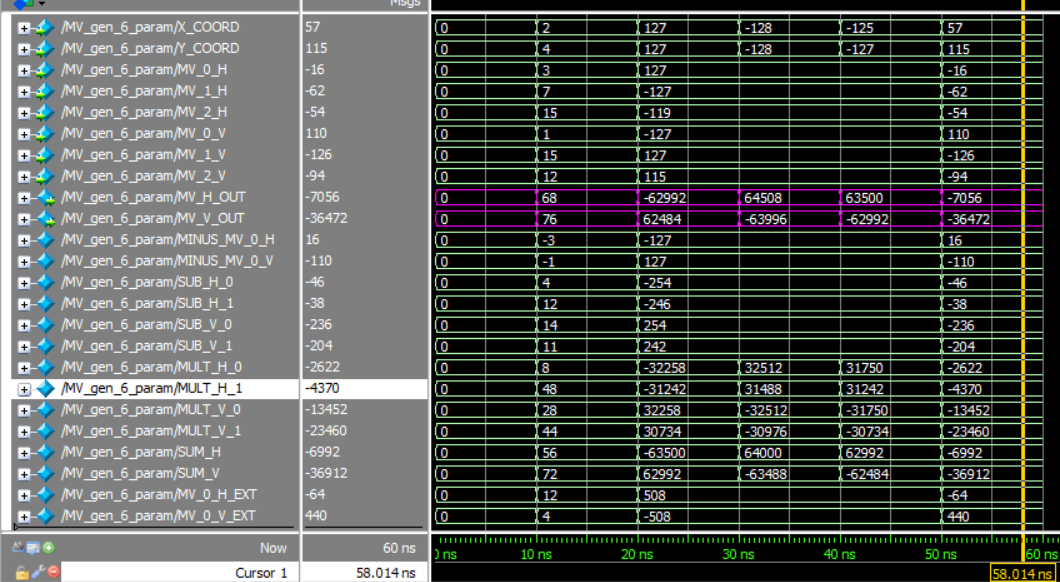 Msgs
/MV_gen_6_param/X_COORD 57 0 2 127 -128 -125 57
/MV_gen_6_param/Y_COORD 115 0 4 127 -128 -127 115
/MV_gen_6_param/MV_0_H -16 0 3 127 -16
/MV_gen_6_param/MV_1_H -62 0 7 -127 -62
/MV_gen_6_param/MV_2_H -54 0 15 -119 -54
/MV_gen_6_param/MV_0_V 110 0 1 -127 110
/MV_gen_6_param/MV_1_V -126 0 15 127 -126
/MV_gen_6_param/MV_2_V -94 0 12 115 -94
/MV_gen_6_param/MV_H_OUT -7056 0 68 -62992 64508 63500 -7056
/MV_gen_6_param/MV_V_OUT -36472 0 76 62484 -63996 -62992 -36472
/MV_gen_6_param/MINUS_MV_0_H 16 0 -3 -127 16
/MV_gen_6_param/MINUS_MV_0_V -110 0 -1 127 -110
/MV_gen_6_param/SUB_H_0 -46 0 4 -254 -46
/MV_gen_6_param/SUB_H_1 -38 0 12 -246 -38
/MV_gen_6_param/SUB_V_0 -236 0 14 254 -236
/MV_gen_6_param/SUB_V_1 -204 0 11 242 -204
/MV_gen_6_param/MULT_H_0 -2622 0 8 -32258 32512 31750 -2622
/MV_gen_6_param/MULT_H_1 -4370 0 48 -31242 31488 31242 -4370
/MV_gen_6_param/MULT_V_0 -13452 0 28 32258 -32512 -31750 -13452
/MV_gen_6_param/MULT_V_1 -23460 0 44 30734 -30976 -30734 -23460
/MV_gen_6_param/SUM_H -6992 0 56 -63500 64000 62992 -6992
/MV_gen_6_param/SUM_V -36912 0 72 62992 -63488 -62484 -36912
/MV_gen_6_param/MV_0_H_EXT -64 0 12 508 -64
/MV_gen_6_param/MV_0_V_EXT 440 0 4 -508 440
Now 60 ns 0 ns 10 ns 20 ns 30 ns 40 ns 50 ns 60 ns
Cursor 1 58.014 ns 58.014 ns